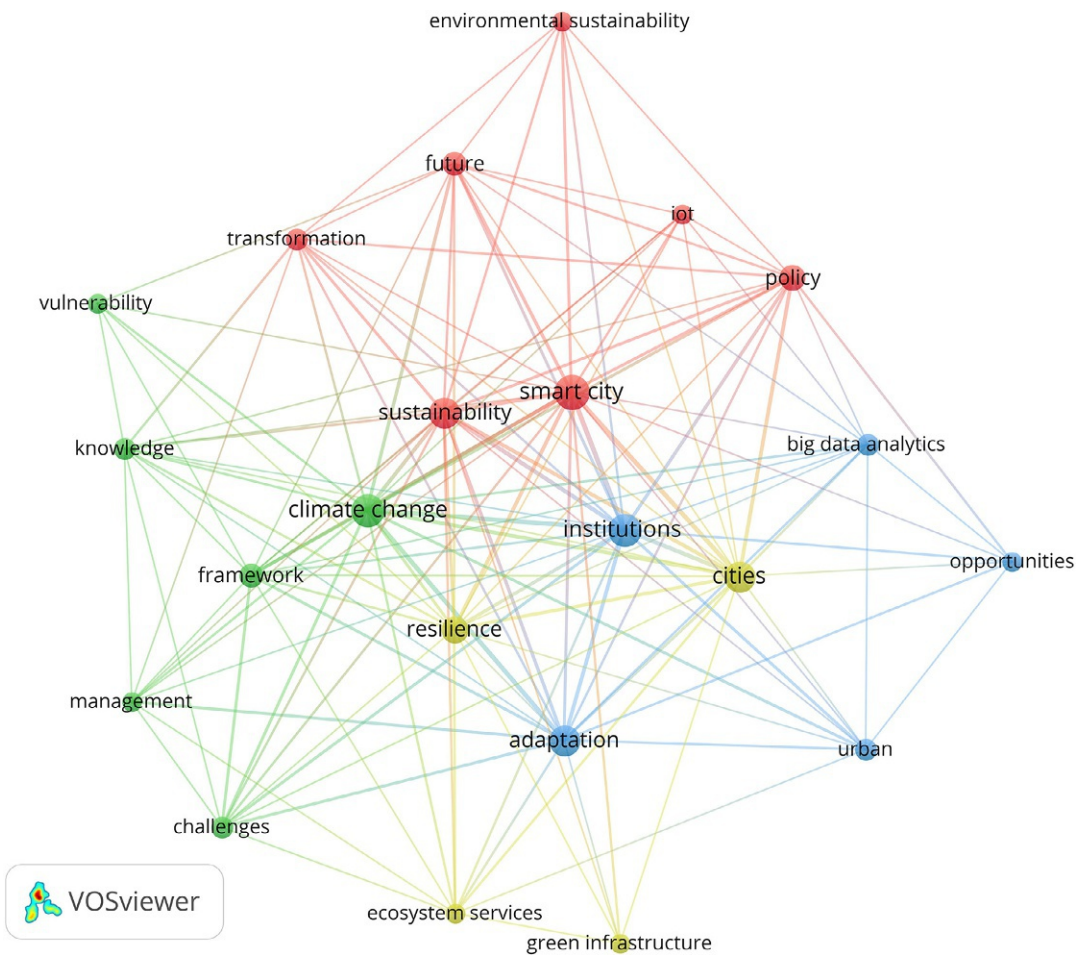 environmental sustainability
future
iot
transformation
policy
vulnerability
smart city
sustainability
big data analytics
knowledge
climate change
institutions
opportunities
framework
cities
resilience
management
adaptation
urban
challenges
VOSviewer
ecosystem services
green infrastructure